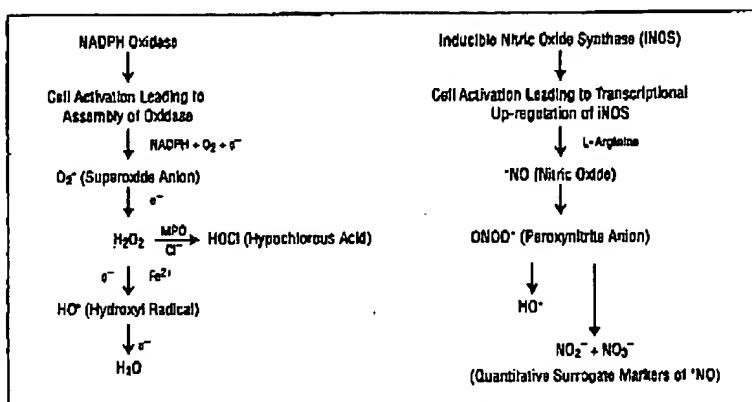 NADPH Oxidase
Cell Activation Leading to
Assembly of Oxidase
NADPH + O₂ + e⁻
O₂•⁻ (Superoxide Anion)
e⁻
H₂O₂
MPO
Cl⁻
HOCl (Hypochlorous Acid)
e⁻
Fe²⁺
HO• (Hydroxyl Radical)
e⁻
H₂O
Inducible Nitric Oxide Synthase (iNOS)
Cell Activation Leading to Transcriptional
Up-regulation of iNOS
L-Arginine
•NO (Nitric Oxide)
ONOO⁻ (Peroxynitrite Anion)
HO•
NO₂⁻ + NO₃⁻
(Quantitative Surrogate Markers of •NO)